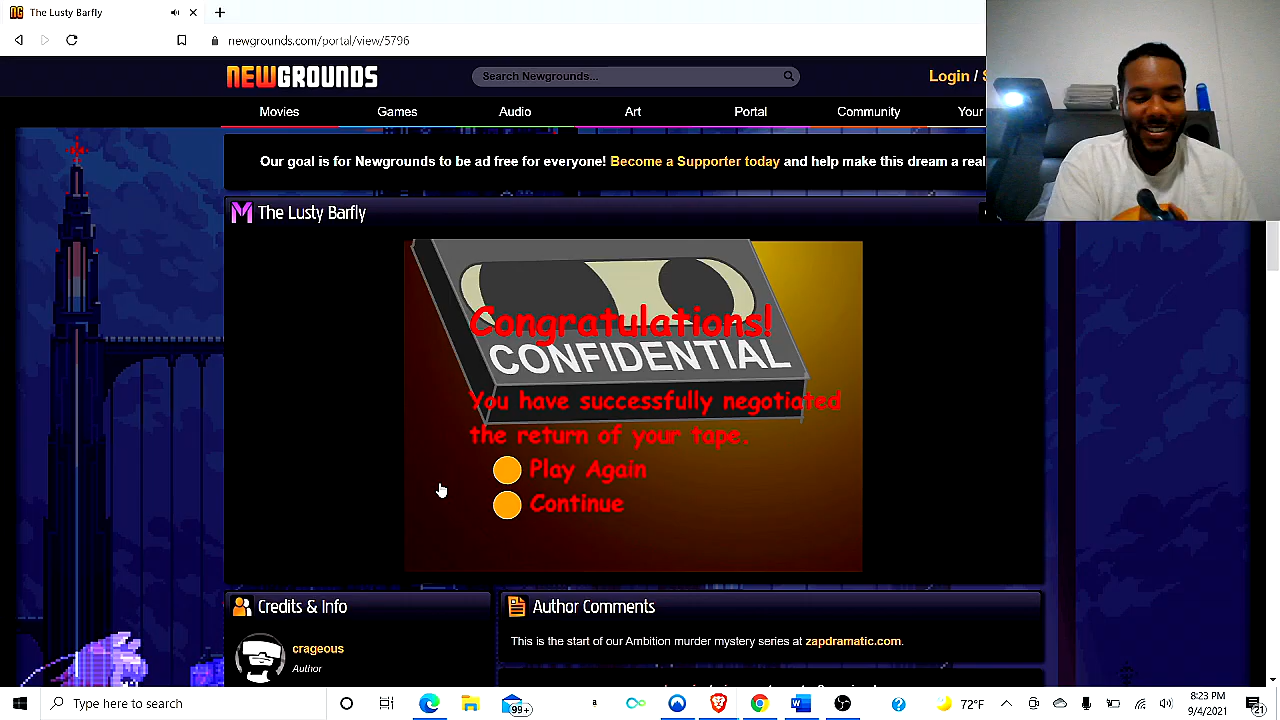 The Lusty Barfly
newgrounds.com/portal/view/5796
NEWGROUNDS
Search Newgrounds...
Login /
Movies Games Audio Art Portal Community Your
Our goal is for Newgrounds to be ad free for everyone! Become a Supporter today and help make this dream a
The Lusty Barfly
Congratulations!
CONFIDENTIAL
You have successfully negotiated
the return of your tape.
Play Again
Continue
Credits & Info
Author Comments
crageous
Author
This is the start of our Ambition murder mystery series at zapdramatic.com.
Type here to search
99+
a
72°F
8:23 PM
9/4/2021
21